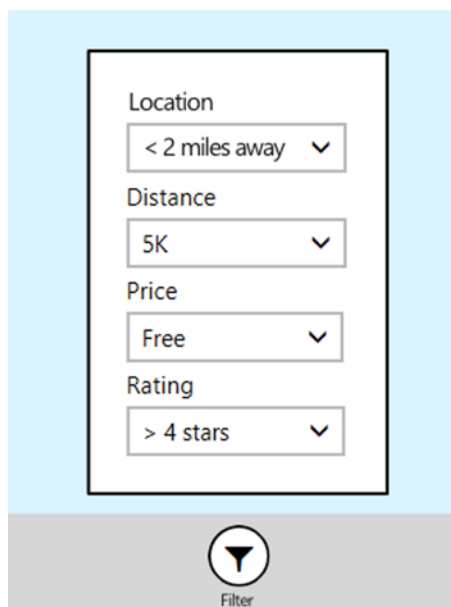 Location
< 2 miles away
Distance
5K
Price
Free
Rating
> 4 stars
Filter